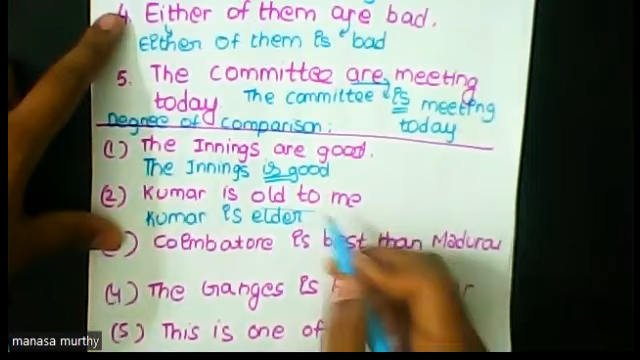 4. Either of them are bad.
Either of them is bad
5. The committee are meeting
today. The committee is meeting
today
Degree of comparison:
(1) The Innings are good.
The Innings is good
(2) Kumar is old to me
Kumar is elder
Coimbatore is best than Madurai
(4) The Ganges is
(5) This is one of
manasa murthy